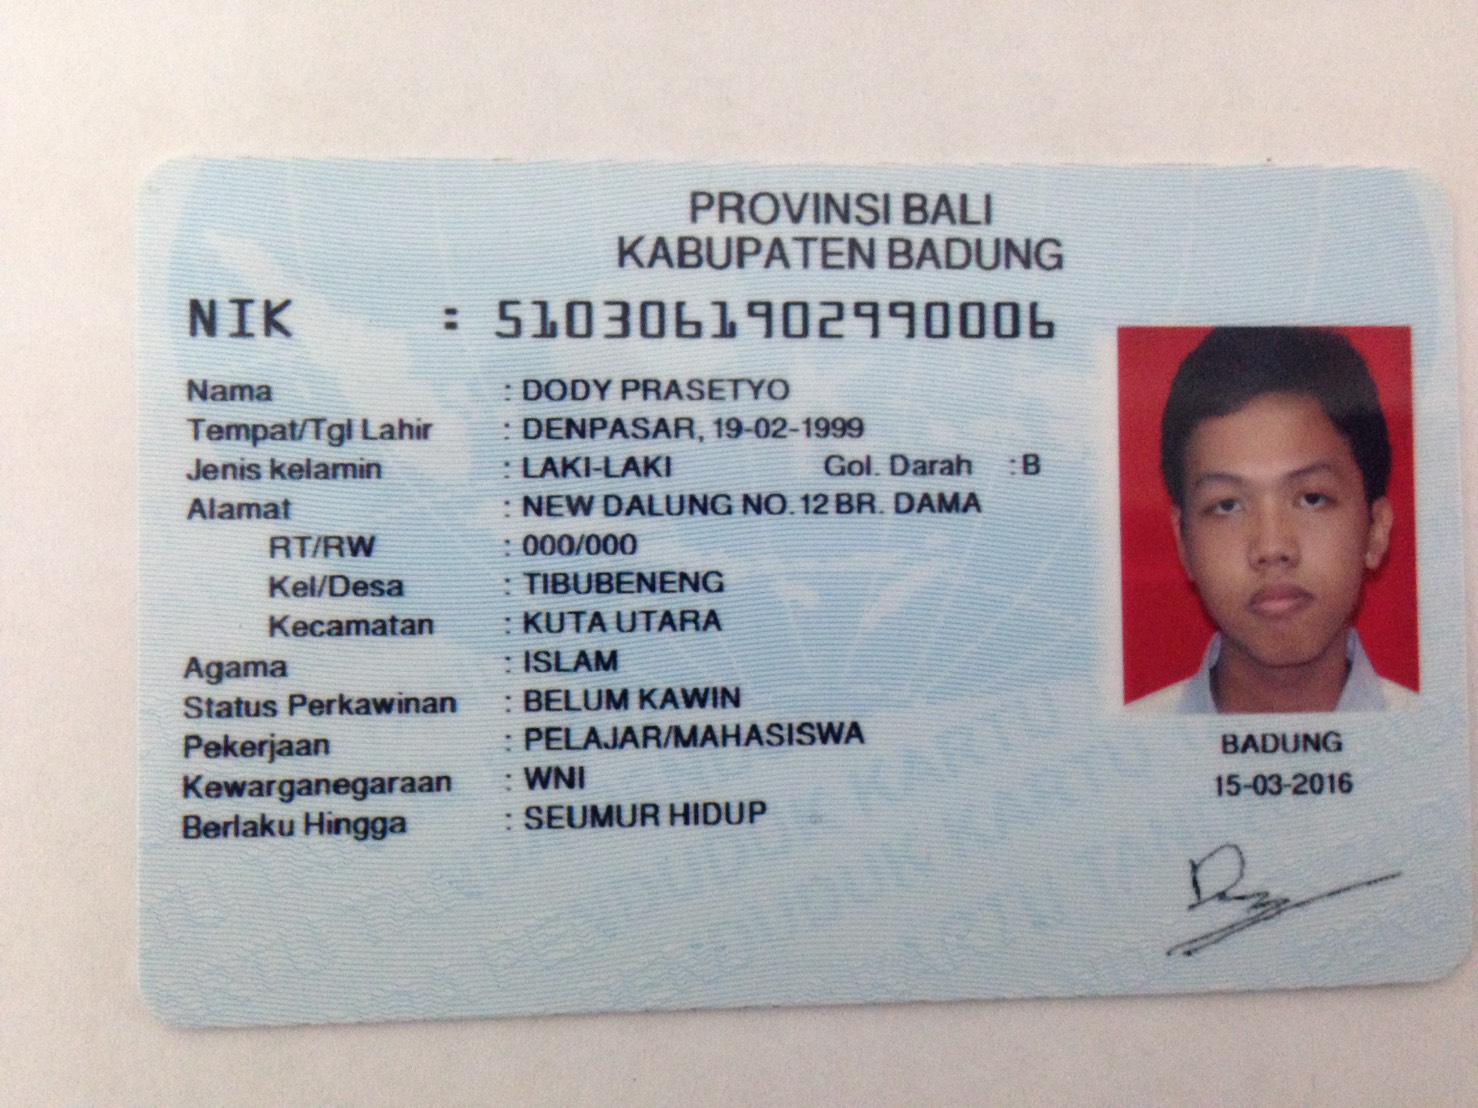 PROVINSI BALI
KABUPATEN BADUNG
NIK : 5103061902990006
Nama : DODY PRASETYO
Tempat/Tgl Lahir : DENPASAR, 19-02-1999
Jenis kelamin : LAKI-LAKI Gol. Darah : B
Alamat : NEW DALUNG NO.12 BR. DAMA
RT/RW : 000/000
Kel/Desa : TIBUBENENG
Kecamatan : KUTA UTARA
Agama : ISLAM
Status Perkawinan : BELUM KAWIN
Pekerjaan : PELAJAR/MAHASISWA
Kewarganegaraan : WNI
Berlaku Hingga : SEUMUR HIDUP
BADUNG
15-03-2016